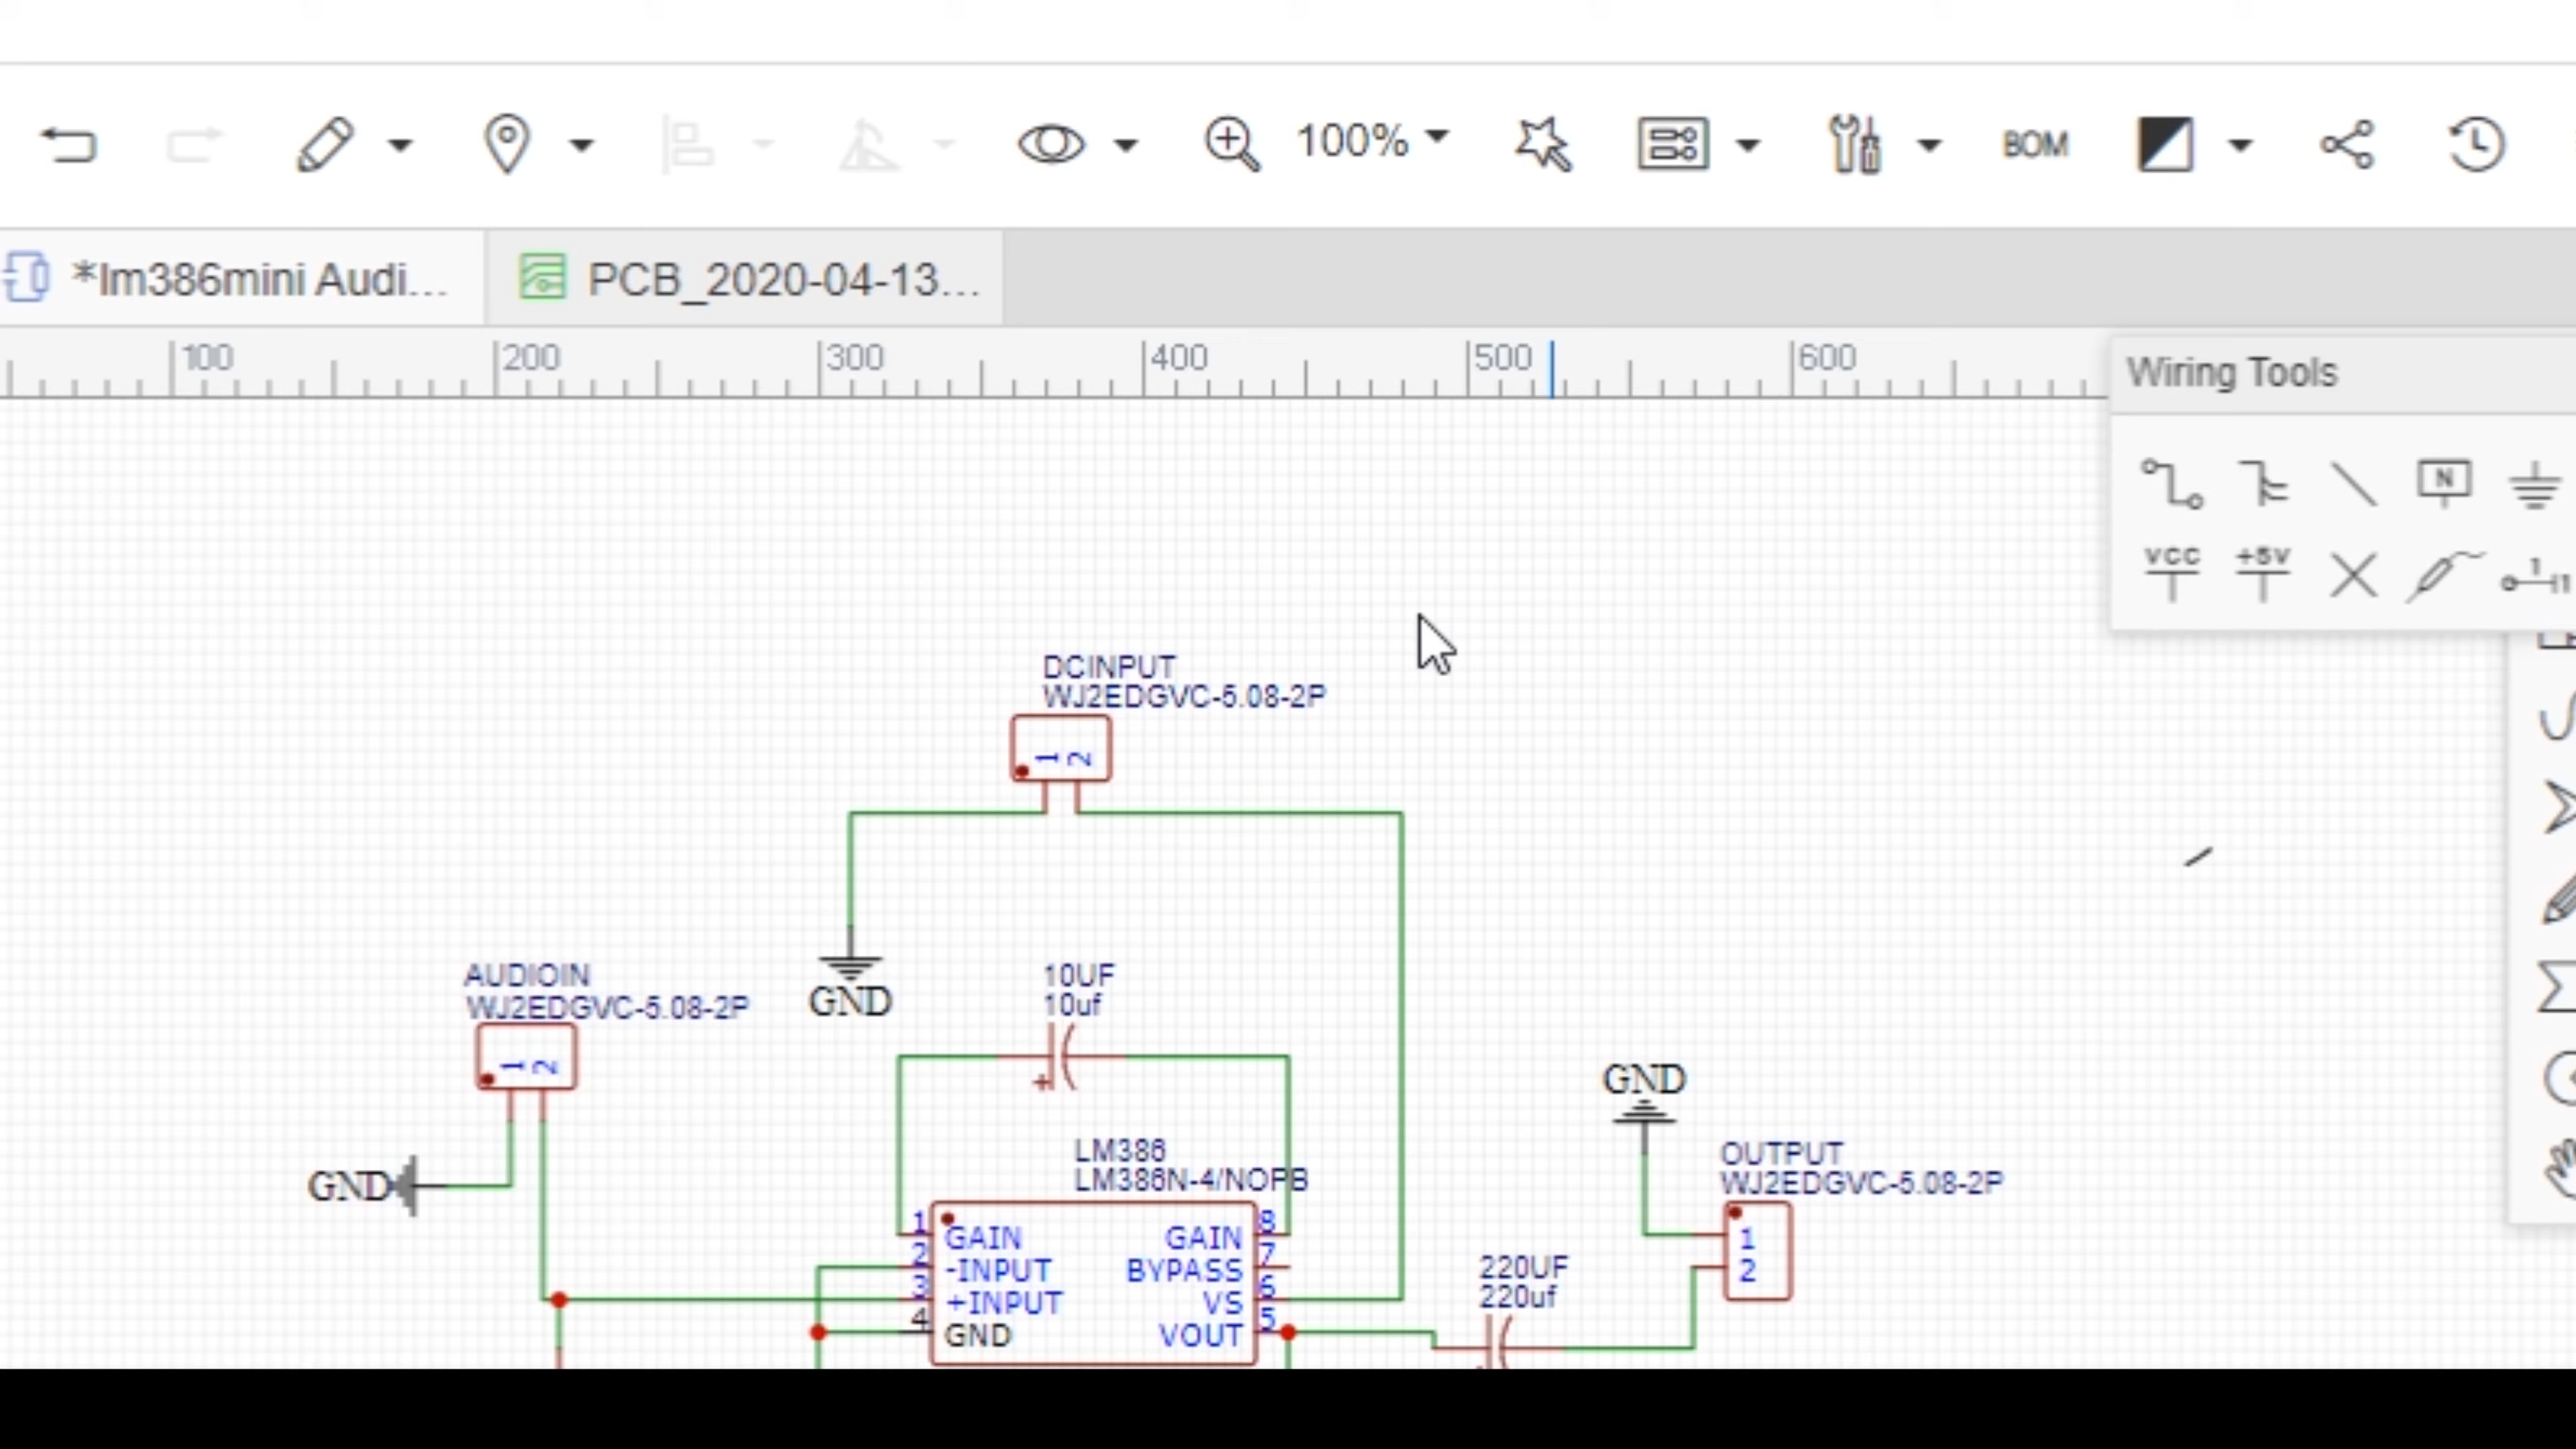 100%
BOM
*lm386mini Audi...
PCB_2020-04-13...
100
200
300
400
500
600
Wiring Tools
N
VCC
+5V
DCINPUT
WJ2EDGVC-5.08-2P
1
2
GND
AUDIOIN
WJ2EDGVC-5.08-2P
1
2
GND
10UF
10uf
+
LM386
LM386N-4/NOPB
1 GAIN
2 -INPUT
3 +INPUT
4 GND
GAIN 8
BYPASS 7
VS 6
VOUT 5
220UF
220uf
GND
OUTPUT
WJ2EDGVC-5.08-2P
1
2